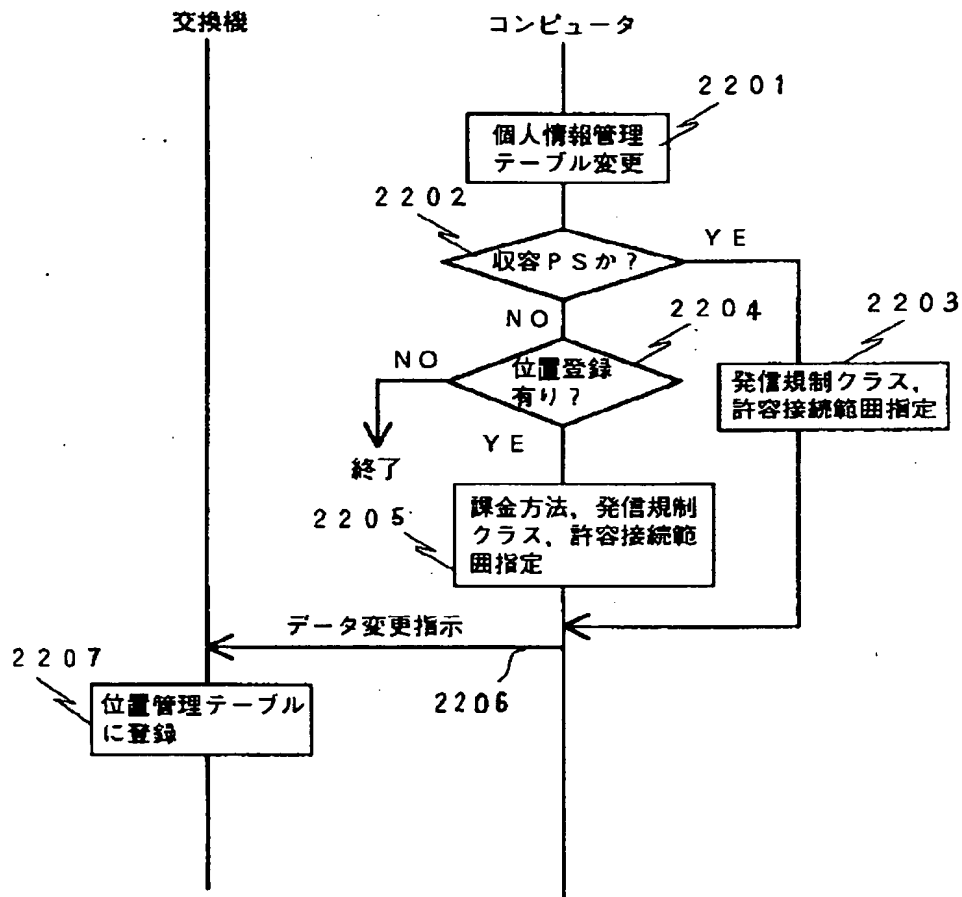 交換機
コンピュータ
2201
個人情報管理
テーブル変更
2202
収容PSか?
YE
NO
2204
2203
NO
位置登録
有り?
発信規制クラス,
許容接続範囲指定
YE
終了
2205
課金方法, 発信規制
クラス, 許容接続範
囲指定
データ変更指示
2207
2206
位置管理テーブル
に登録